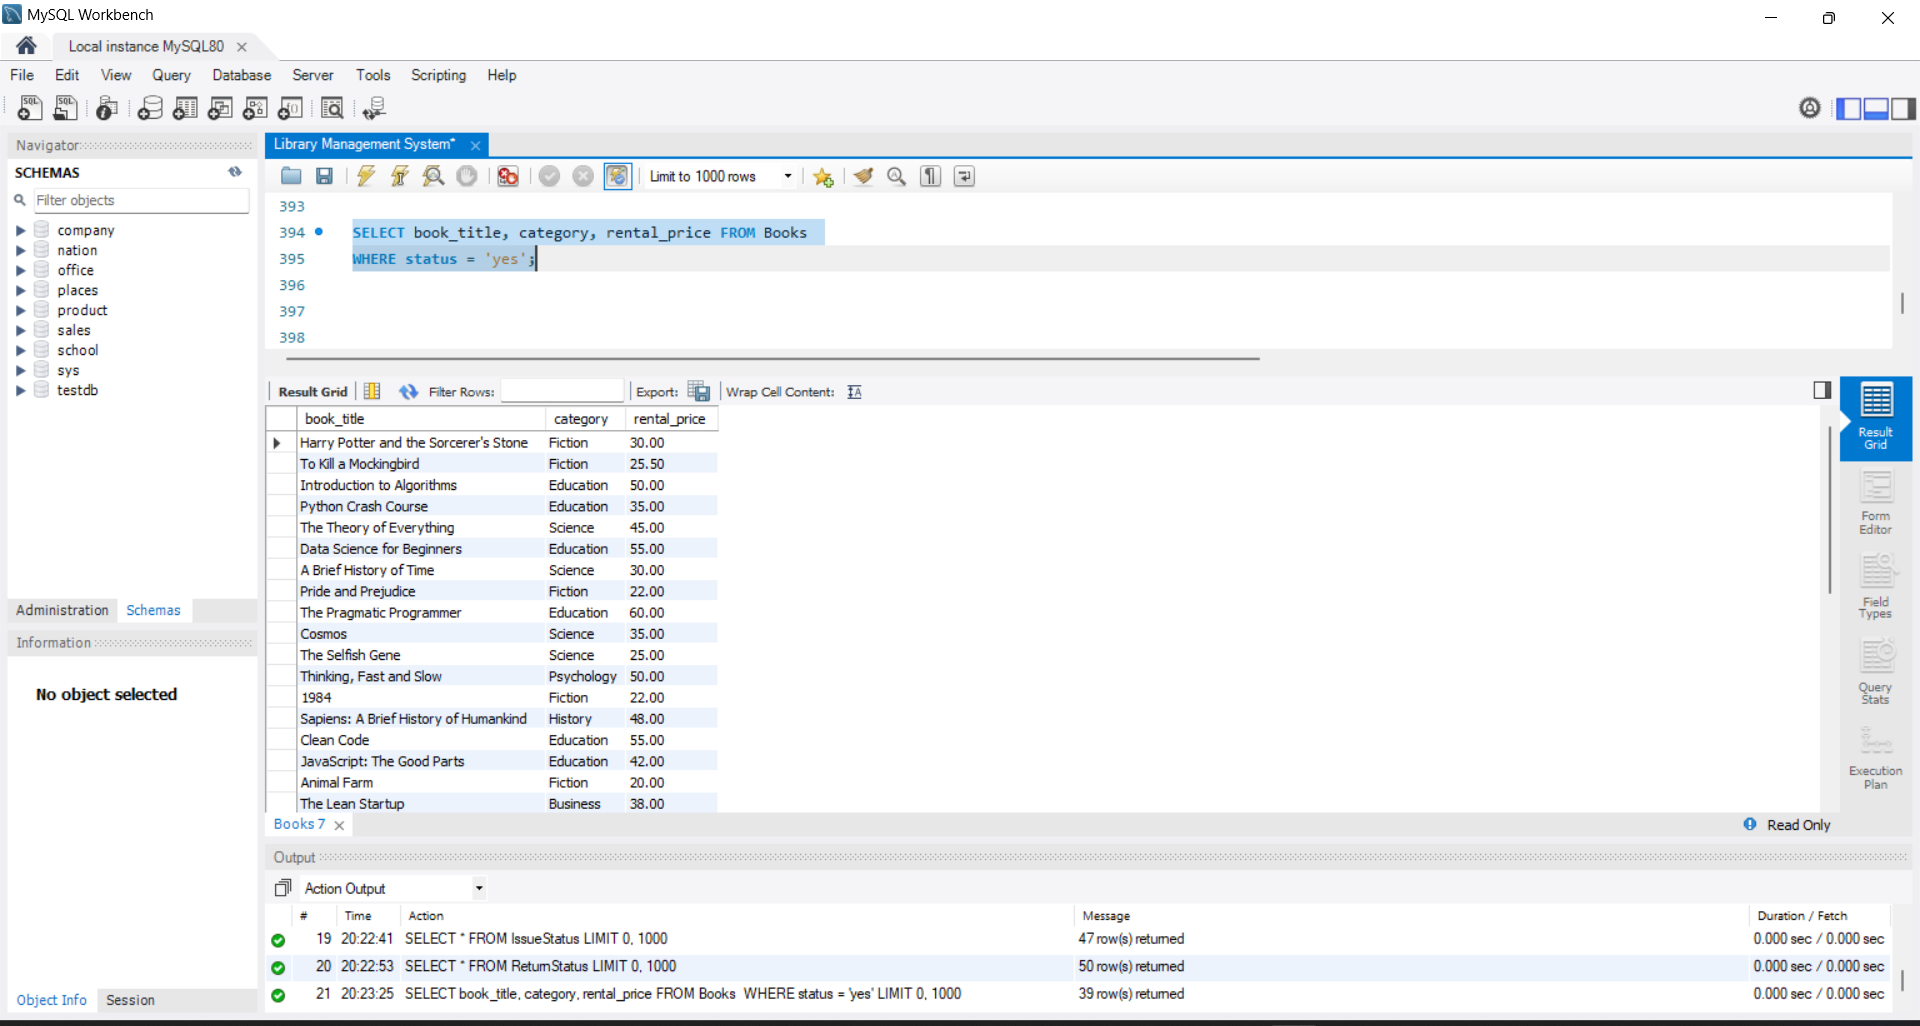 MySQL Workbench
Local instance MySQL80
File Edit View Query Database Server Tools Scripting Help
Navigator
SCHEMAS
Filter objects
company
nation
office
places
product
sales
school
sys
testdb
Administration Schemas
Information
No object selected
Object Info Session
Library Management System*
Limit to 1000 rows
393
394 SELECT book_title, category, rental_price FROM Books
395 WHERE status = 'yes';
396
397
398
Result Grid Filter Rows: Export: Wrap Cell Content:
book_title category rental_price
Harry Potter and the Sorcerer's Stone Fiction 30.00
To Kill a Mockingbird Fiction 25.50
Introduction to Algorithms Education 50.00
Python Crash Course Education 35.00
The Theory of Everything Science 45.00
Data Science for Beginners Education 55.00
A Brief History of Time Science 30.00
Pride and Prejudice Fiction 22.00
The Pragmatic Programmer Education 60.00
Cosmos Science 35.00
The Selfish Gene Science 25.00
Thinking, Fast and Slow Psychology 50.00
1984 Fiction 22.00
Sapiens: A Brief History of Humankind History 48.00
Clean Code Education 55.00
JavaScript: The Good Parts Education 42.00
Animal Farm Fiction 20.00
The Lean Startup Business 38.00
Result
Grid
Form
Editor
Field
Types
Query
Stats
Execution
Plan
Books 7
Read Only
Output
Action Output
# Time Action Message Duration / Fetch
19 20:22:41 SELECT * FROM IssueStatus LIMIT 0, 1000 47 row(s) returned 0.000 sec / 0.000 sec
20 20:22:53 SELECT * FROM ReturnStatus LIMIT 0, 1000 50 row(s) returned 0.000 sec / 0.000 sec
21 20:23:25 SELECT book_title, category, rental_price FROM Books WHERE status = 'yes' LIMIT 0, 1000 39 row(s) returned 0.000 sec / 0.000 sec